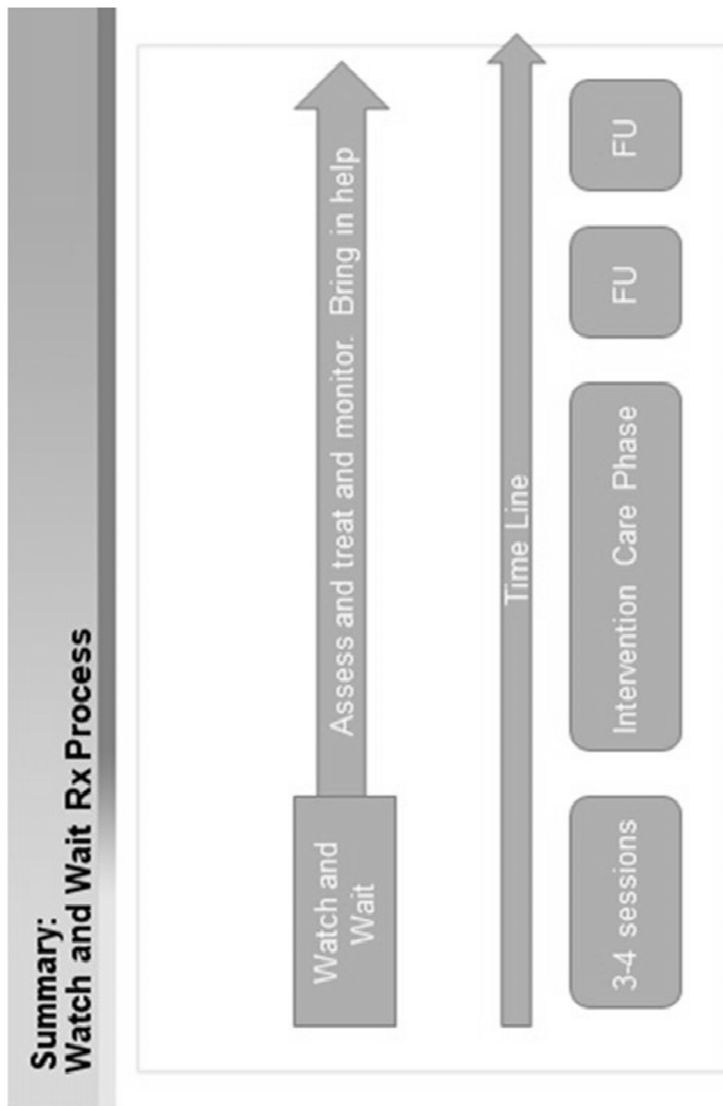 Summary:
Watch and Wait Rx Process
Watch and
Wait
Assess and treat and monitor. Bring in help
Time Line
3-4 sessions
Intervention Care Phase
FU
FU